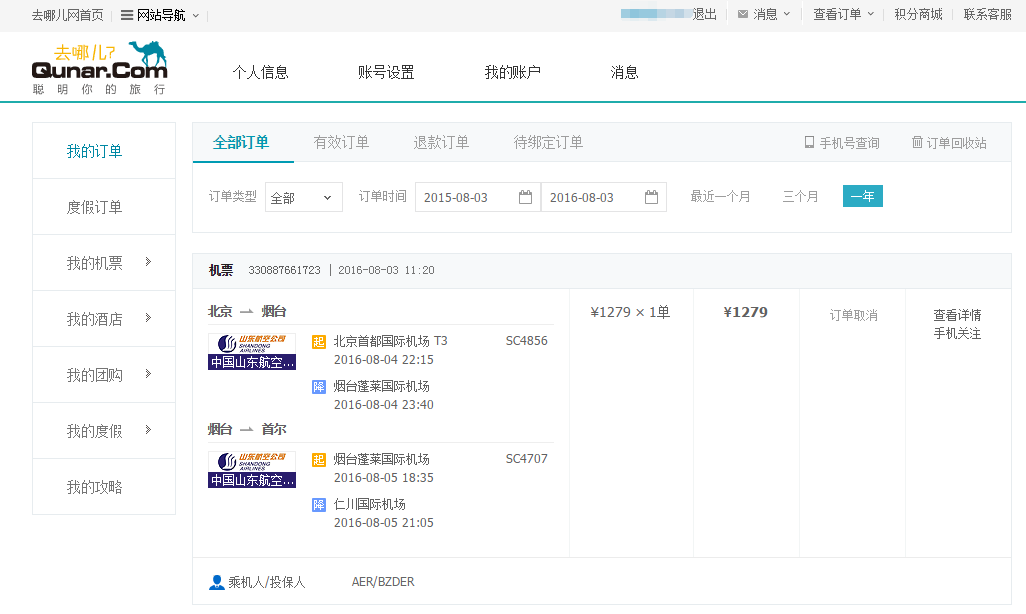 去哪儿网首页 网站导航 退出 消息 查看订单 积分商城 联系客服
去哪儿?
Qunar.Com
聪明你的旅行
个人信息 账号设置 我的账户 消息
我的订单
度假订单
我的机票
我的酒店
我的团购
我的度假
我的攻略
全部订单 有效订单 退款订单 待绑定订单 手机号查询 订单回收站
订单类型 全部 订单时间 2015-08-03 2016-08-03 最近一个月 三个月 一年
机票 330887661723 | 2016-08-03 11:20
北京 — 烟台 ¥1279 × 1单 ¥1279 订单取消 查看详情
手机关注
山东航空公司
SHANDONG
AIRLINES
中国山东航空...
起 北京首都国际机场 T3 SC4856
2016-08-04 22:15
降 烟台蓬莱国际机场
2016-08-04 23:40
烟台 — 首尔
山东航空公司
SHANDONG
AIRLINES
中国山东航空...
起 烟台蓬莱国际机场 SC4707
2016-08-05 18:35
降 仁川国际机场
2016-08-05 21:05
乘机人/投保人 AER/BZDER